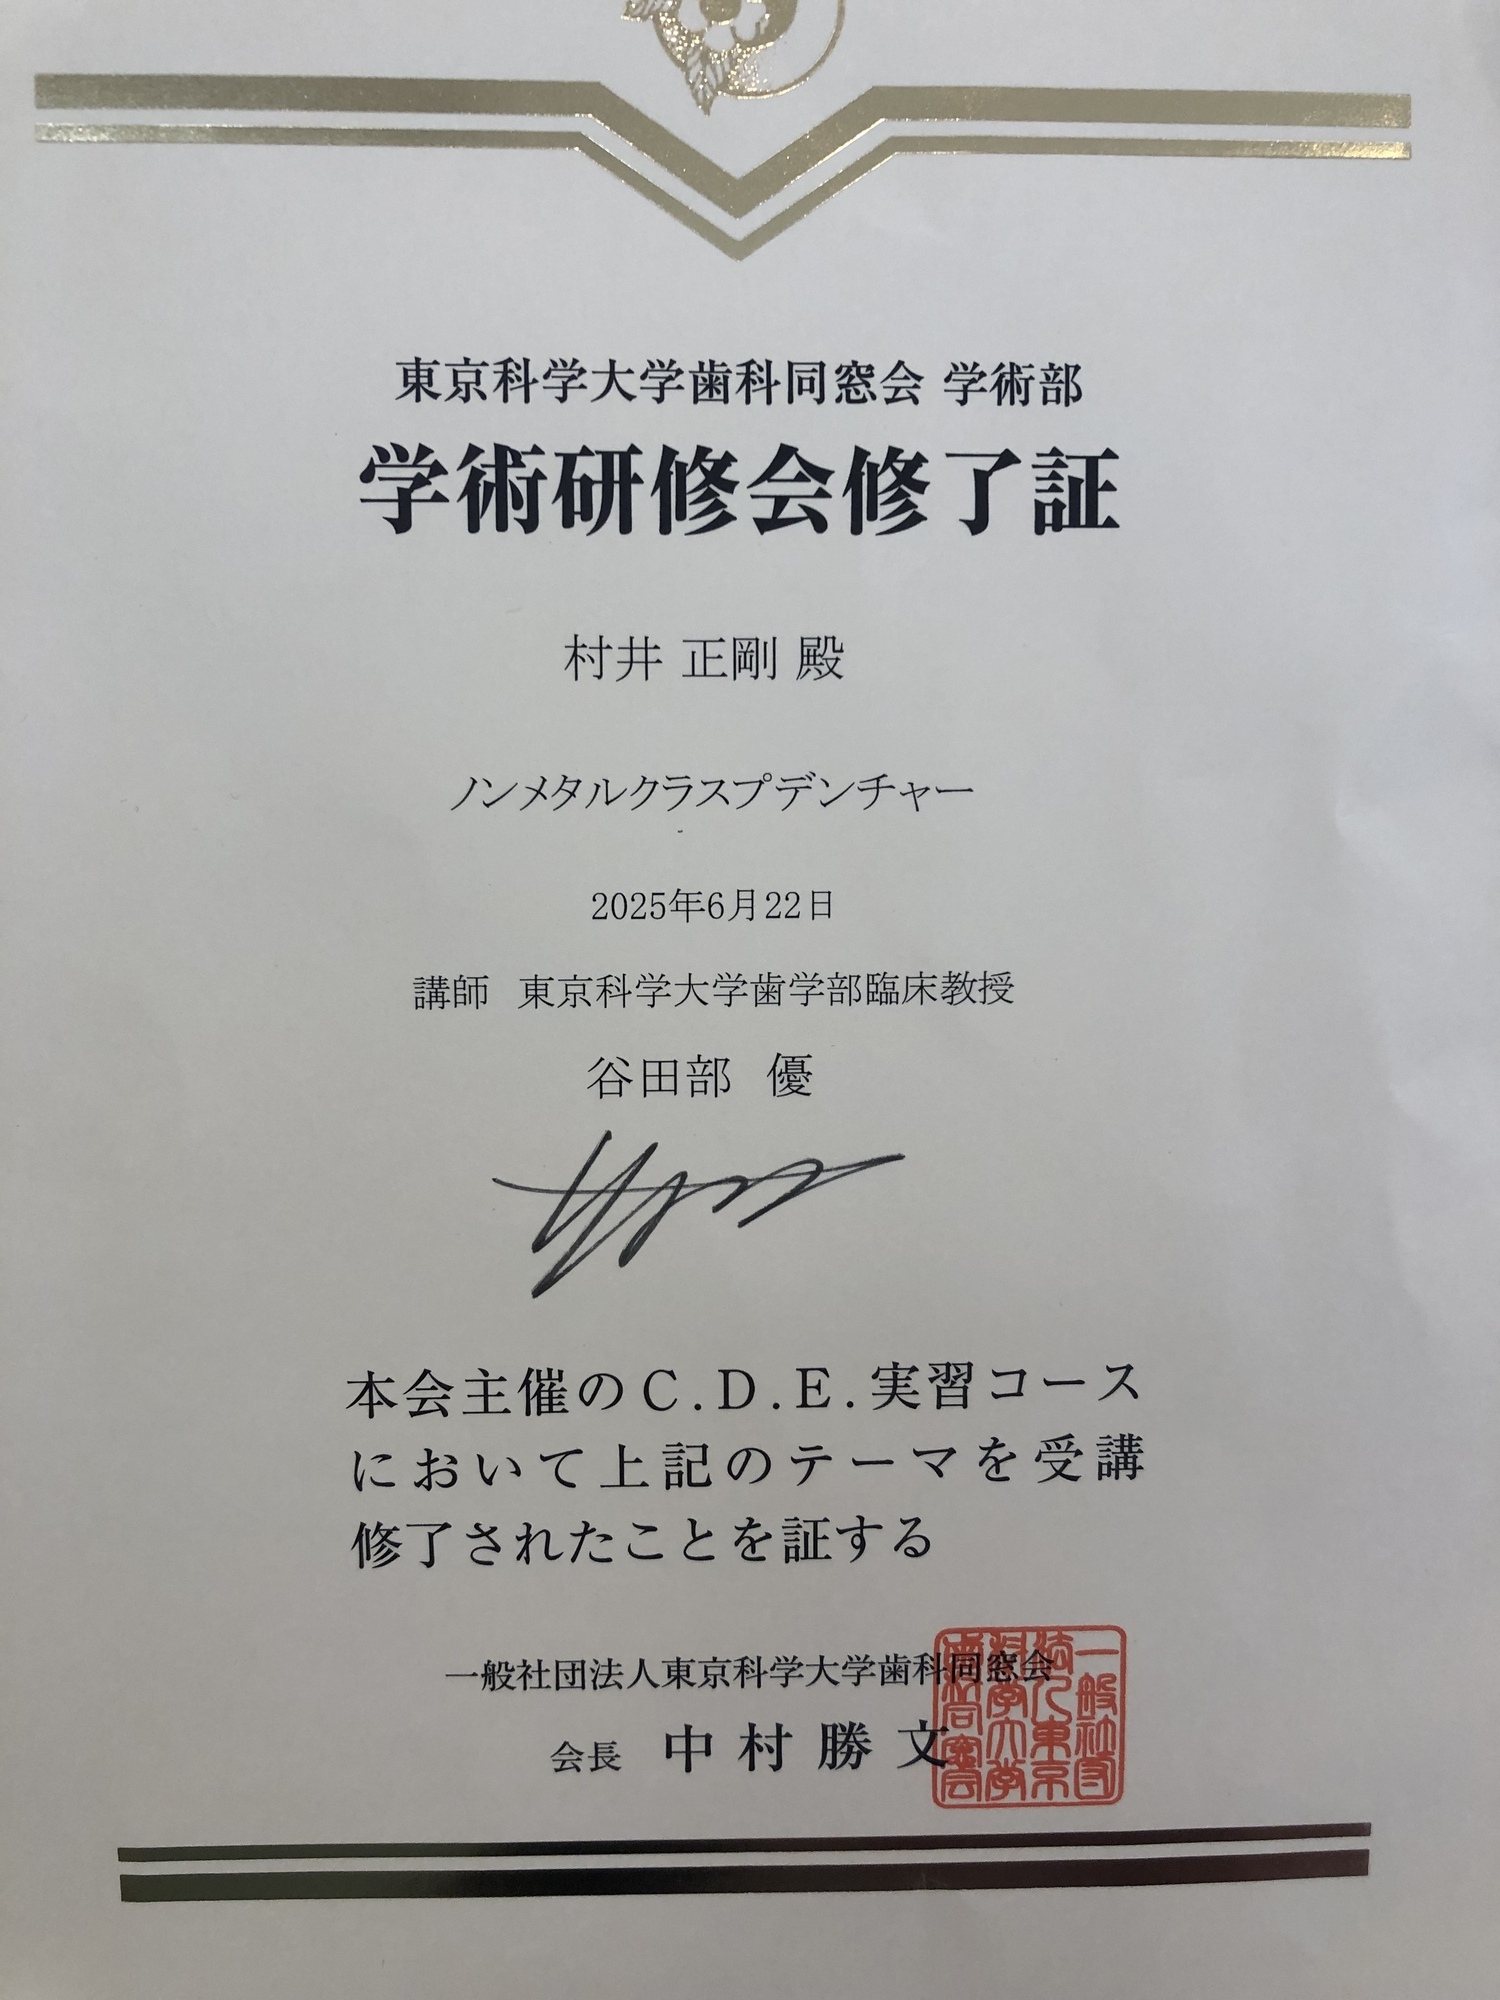 東京科学大学歯科同窓会 学術部
学術研修会修了証
村井 正剛 殿
ノンメタルクラスプデンチャー
2025年6月22日
講師 東京科学大学歯学部臨床教授
谷田部 優
本会主催のC.D.E.実習コース
において上記のテーマを受講
修了されたことを証する
一般社団法人東京科学大学歯科同窓会
会長 中村勝文